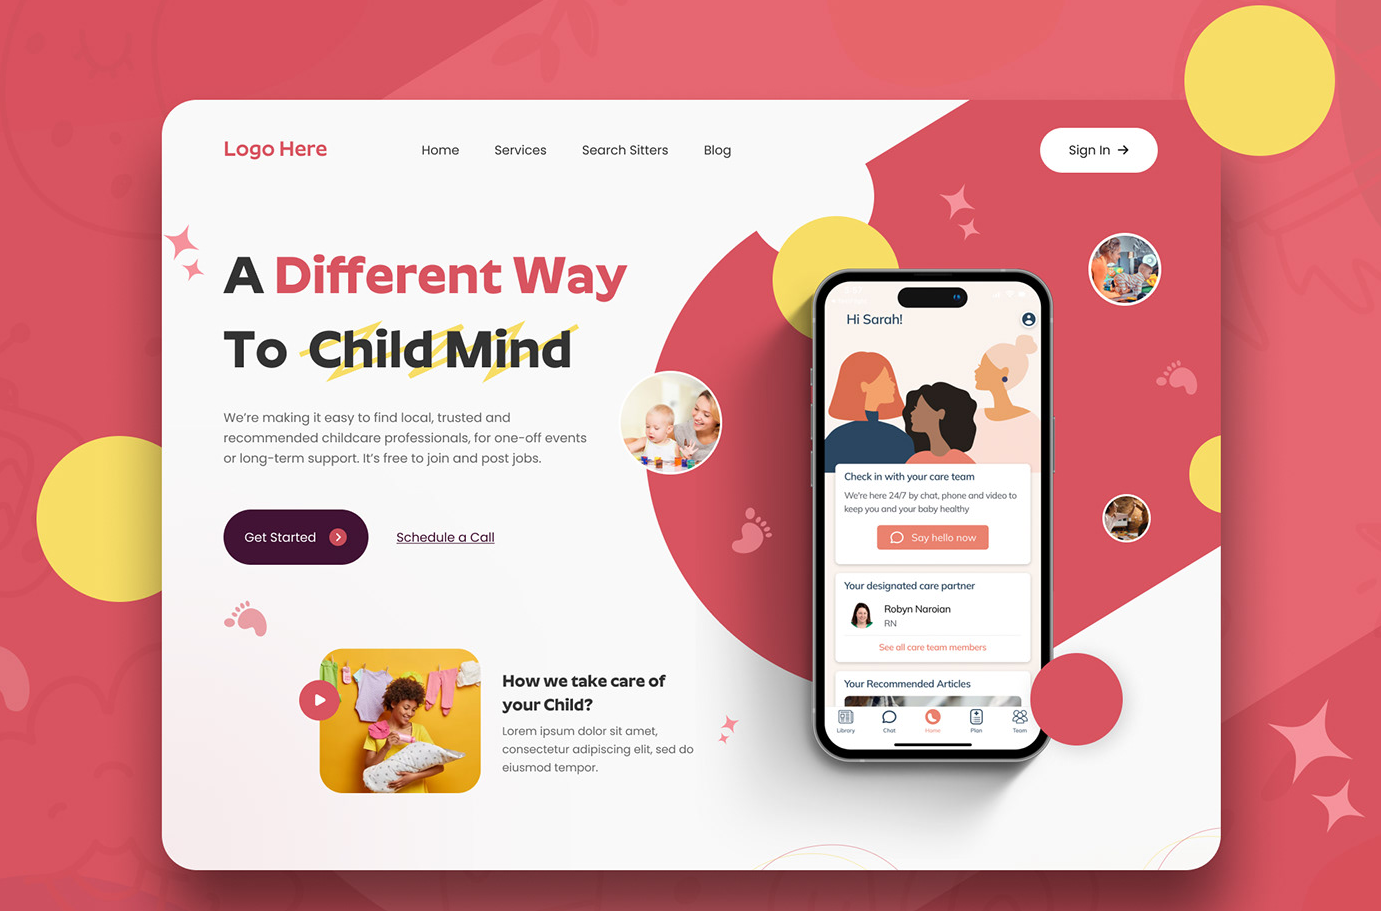 Logo Here
Home
Services
Search Sitters
Blog
Sign In
A Different Way
To Child Mind
We’re making it easy to find local, trusted and
recommended childcare professionals, for one-off events
or long-term support. It’s free to join and post jobs.
Get Started
Schedule a Call
How we take care of
your Child?
Lorem ipsum dolor sit amet,
consectetur adipiscing elit, sed do
eiusmod tempor.
Hi Sarah!
Check in with your care team
We're here 24/7 by chat, phone and video to
keep you and your baby healthy
Say hello now
Your designated care partner
Robyn Naroian
RN
See all care team members
Your Recommended Articles
Library
Chat
Home
Plan
Team